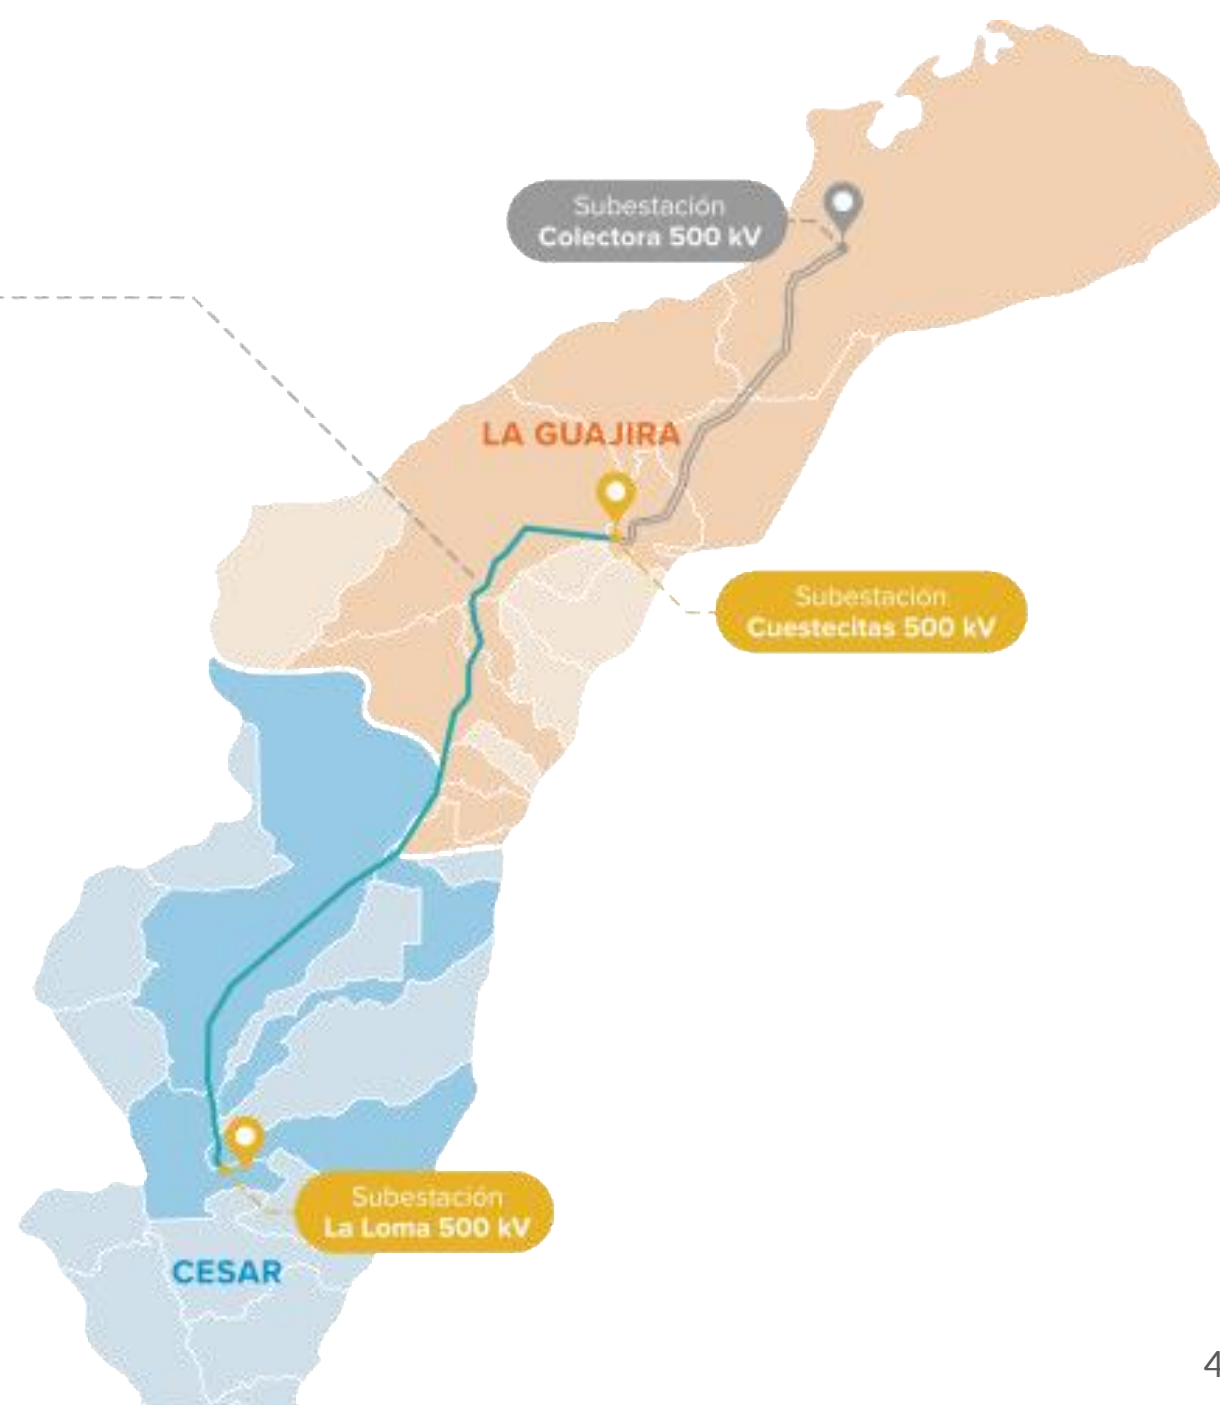 Subestación
Colectora 500 kV
LA GUAJIRA
Subestación
Cuestecitas 500 kV
Subestación
La Loma 500 kV
CESAR
4